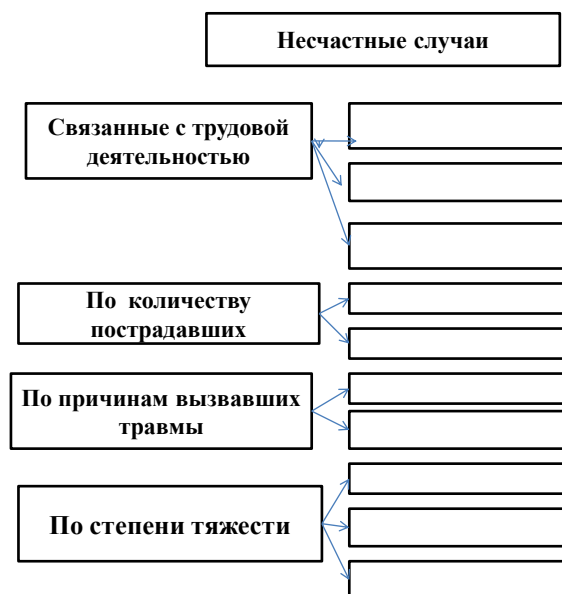 Несчастные случаи
Связанные с трудовой
деятельностью
По количеству
пострадавших
По причинам вызвавших
травмы
По степени тяжести